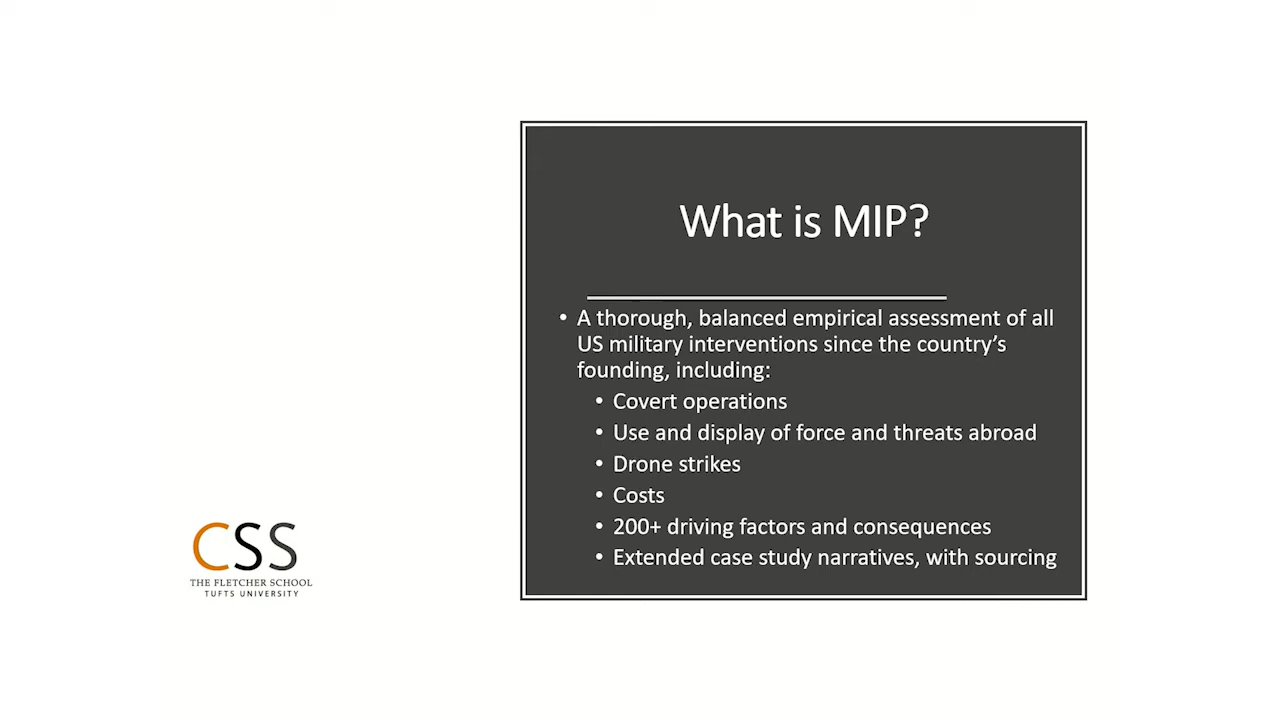 What is MIP?
• A thorough, balanced empirical assessment of all
US military interventions since the country’s
founding, including:
• Covert operations
• Use and display of force and threats abroad
• Drone strikes
• Costs
• 200+ driving factors and consequences
• Extended case study narratives, with sourcing
CSS
THE FLETCHER SCHOOL
TUFTS UNIVERSITY